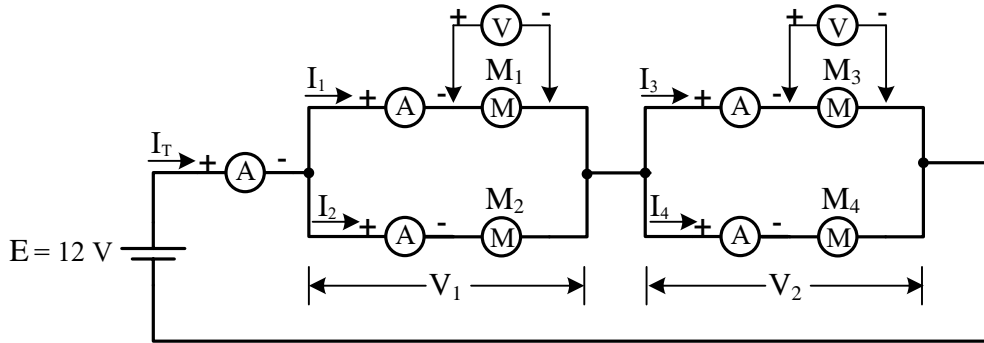 + V - + V -
I1 + A - M1 M I3 + A - M3 M
IT + A -
I2 + A - M2 M I4 + A - M4 M
E = 12 V
V1 V2